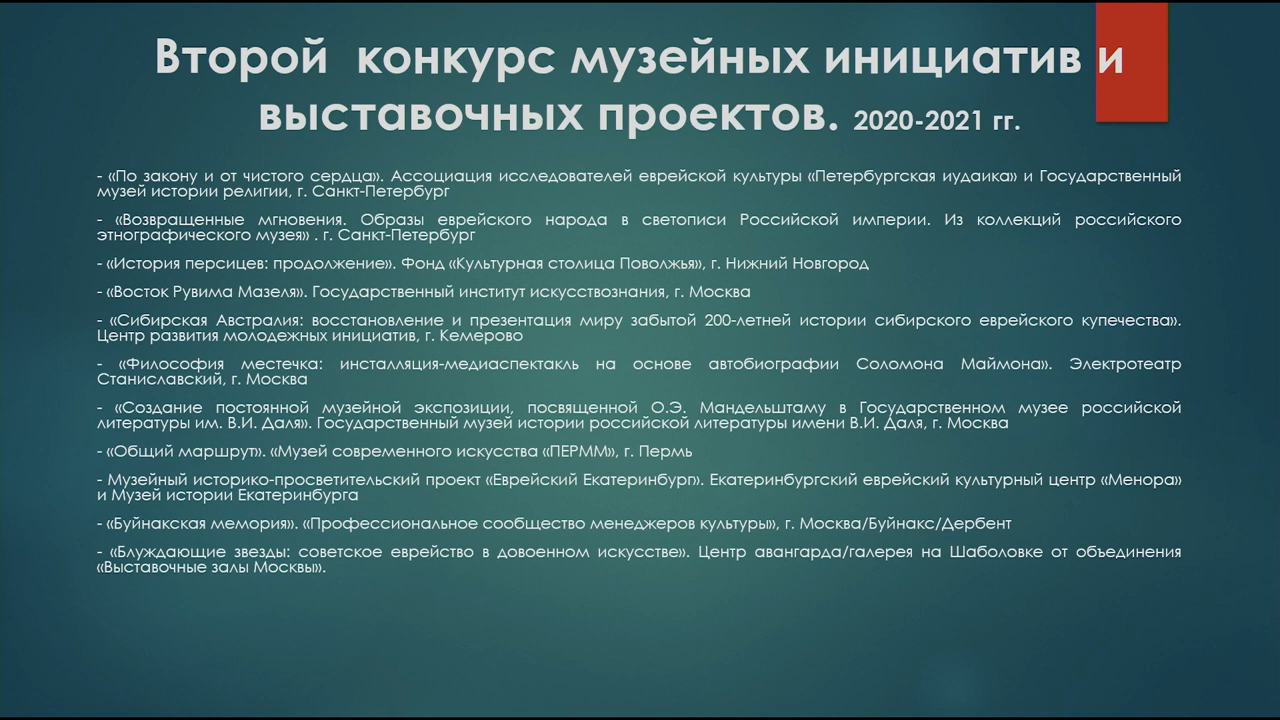 Второй конкурс музейных инициатив и
выставочных проектов. 2020-2021 гг.
- «По закону и от чистого сердца». Ассоциация исследователей еврейской культуры «Петербургская иудаика» и Государственный
музей истории религии, г. Санкт-Петербург
- «Возвращенные мгновения. Образы еврейского народа в светописи Российской империи. Из коллекций российского
этнографического музея» . г. Санкт-Петербург
- «История персицев: продолжение». Фонд «Культурная столица Поволжья», г. Нижний Новгород
- «Восток Рувима Мазеля». Государственный институт искусствознания, г. Москва
- «Сибирская Австралия: восстановление и презентация миру забытой 200-летней истории сибирского еврейского купечества».
Центр развития молодежных инициатив, г. Кемерово
- «Философия местечка: инсталляция-медиаспектакль на основе автобиографии Соломона Маймона». Электротеатр
Станиславский, г. Москва
- «Создание постоянной музейной экспозиции, посвященной О.Э. Мандельштаму в Государственном музее российской
литературы им. В.И. Даля». Государственный музей истории российской литературы имени В.И. Даля, г. Москва
- «Общий маршрут». «Музей современного искусства «ПЕРММ», г. Пермь
- Музейный историко-просветительский проект «Еврейский Екатеринбург». Екатеринбургский еврейский культурный центр «Менора»
и Музей истории Екатеринбурга
- «Буйнакская мемория». «Профессиональное сообщество менеджеров культуры», г. Москва/Буйнакс/Дербент
- «Блуждающие звезды: советское еврейство в довоенном искусстве». Центр авангарда/галерея на Шаболовке от объединения
«Выставочные залы Москвы».